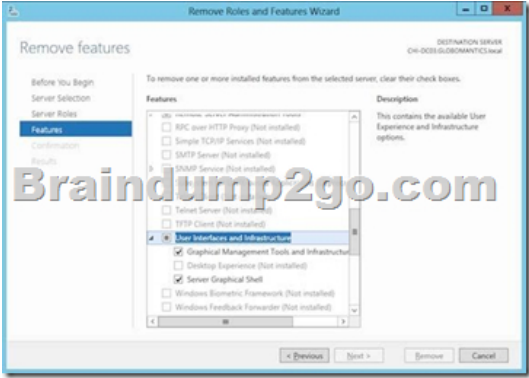 Remove Roles and Features Wizard
Remove features
DESTINATION SERVER
CHI-DC03.GLOBOMANTICS.local
Before You Begin
Server Selection
Server Roles
Features
Confirmation
Results
To remove one or more installed features from the selected server, clear their check boxes.
Features
Remote Server Administration Tools
RPC over HTTP Proxy (Not installed)
Simple TCP/IP Services (Not installed)
SMTP Server (Not installed)
SNMP Service (Not installed)
Telnet Server (Not installed)
TFTP Client (Not installed)
User Interfaces and Infrastructure
Graphical Management Tools and Infrastructur
Desktop Experience (Not installed)
Server Graphical Shell
Windows Biometric Framework (Not installed)
Windows Feedback Forwarder (Not installed)
Description
This contains the available User
Experience and Infrastructure
options.
Braindump2go.com
< Previous
Next >
Remove
Cancel